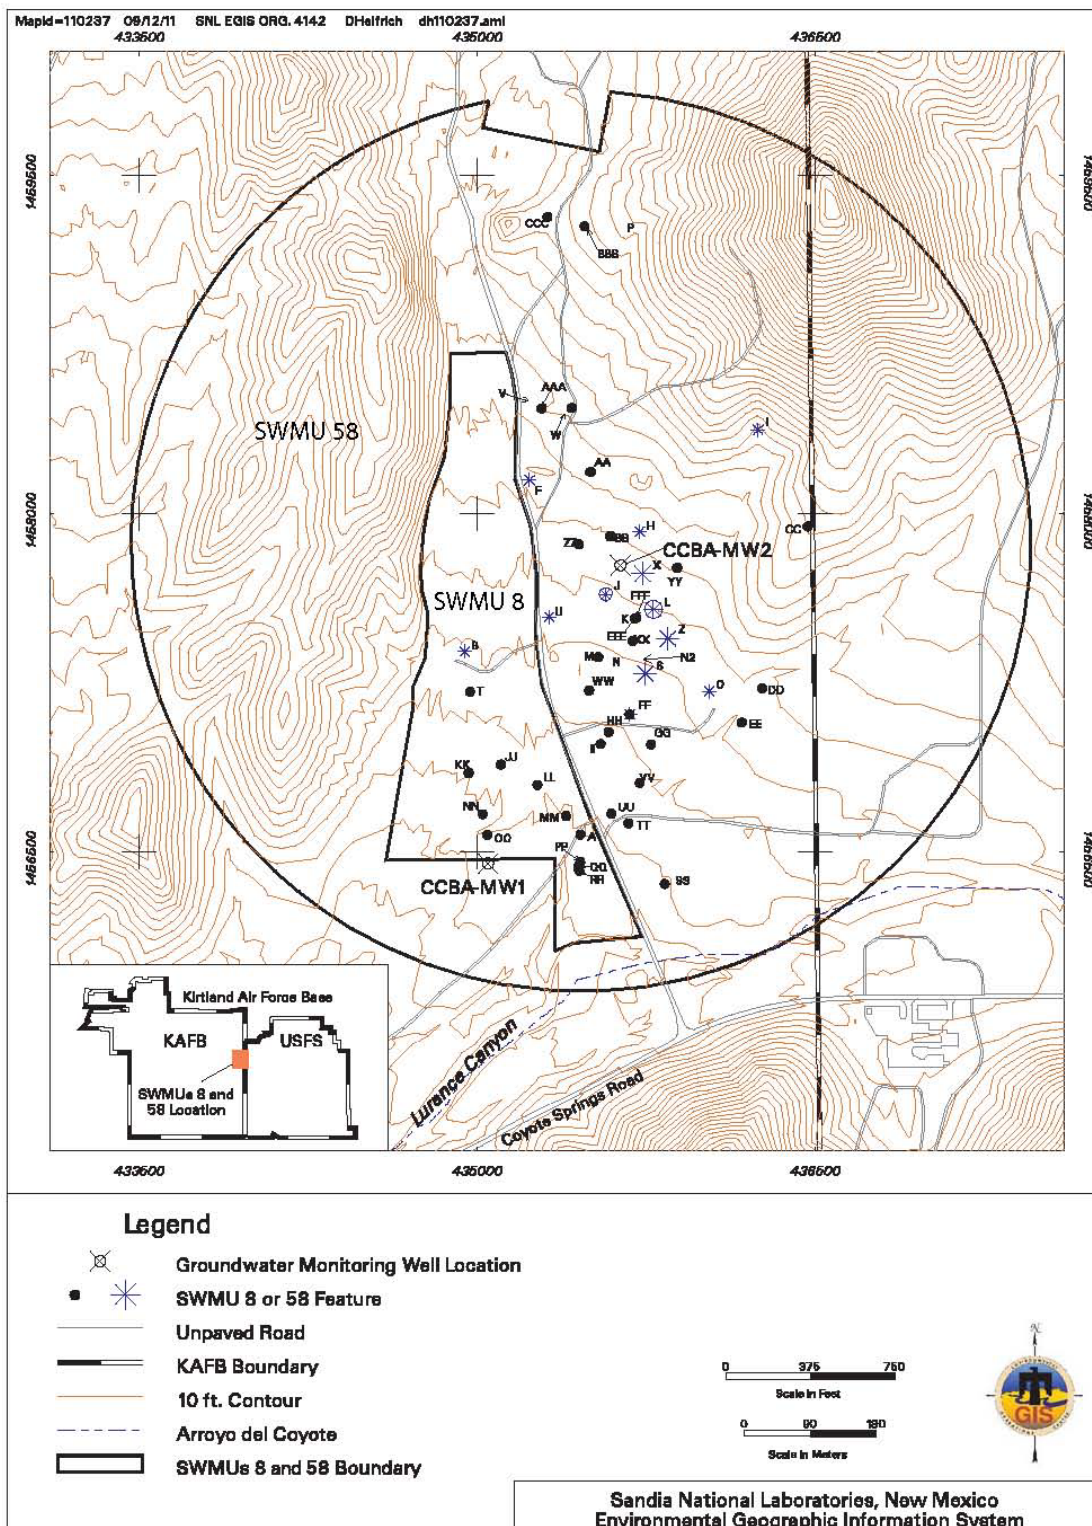 MapId=110237 09/12/11 SNL EGIS ORG. 4142 DHelfrich dh110237.aml
433500 435000 436500
1459500 1459500
CCC
P
BBB
AAA
V
W
I
SWMU 58
AA
F
1458000 1458000
CC
H
BB
ZZ
CCBA-MW2
X
YY
J
FFF
L
SWMU 8
U
K
Z
EEE
XX
B
M
N
N2
S
T
WW
O
DD
FF
EE
HH
II
GG
JJ
KK
LL
VV
NN
MM
UU
TT
OO
A
PP
1456500 1456500
QQ
CCBA-MW1
RR
SS
Kirtland Air Force Base
KAFB USFS
SWMUs 8 and
58 Location
Lurance Canyon
Coyote Springs Road
433500 435000 436500
Legend
Groundwater Monitoring Well Location
SWMU 8 or 58 Feature
Unpaved Road
KAFB Boundary
10 ft. Contour
Arroyo del Coyote
SWMUs 8 and 58 Boundary
0 375 750
Scale in Feet
0 90 180
Scale in Meters
GIS
Sandia National Laboratories, New Mexico
Environmental Geographic Information System